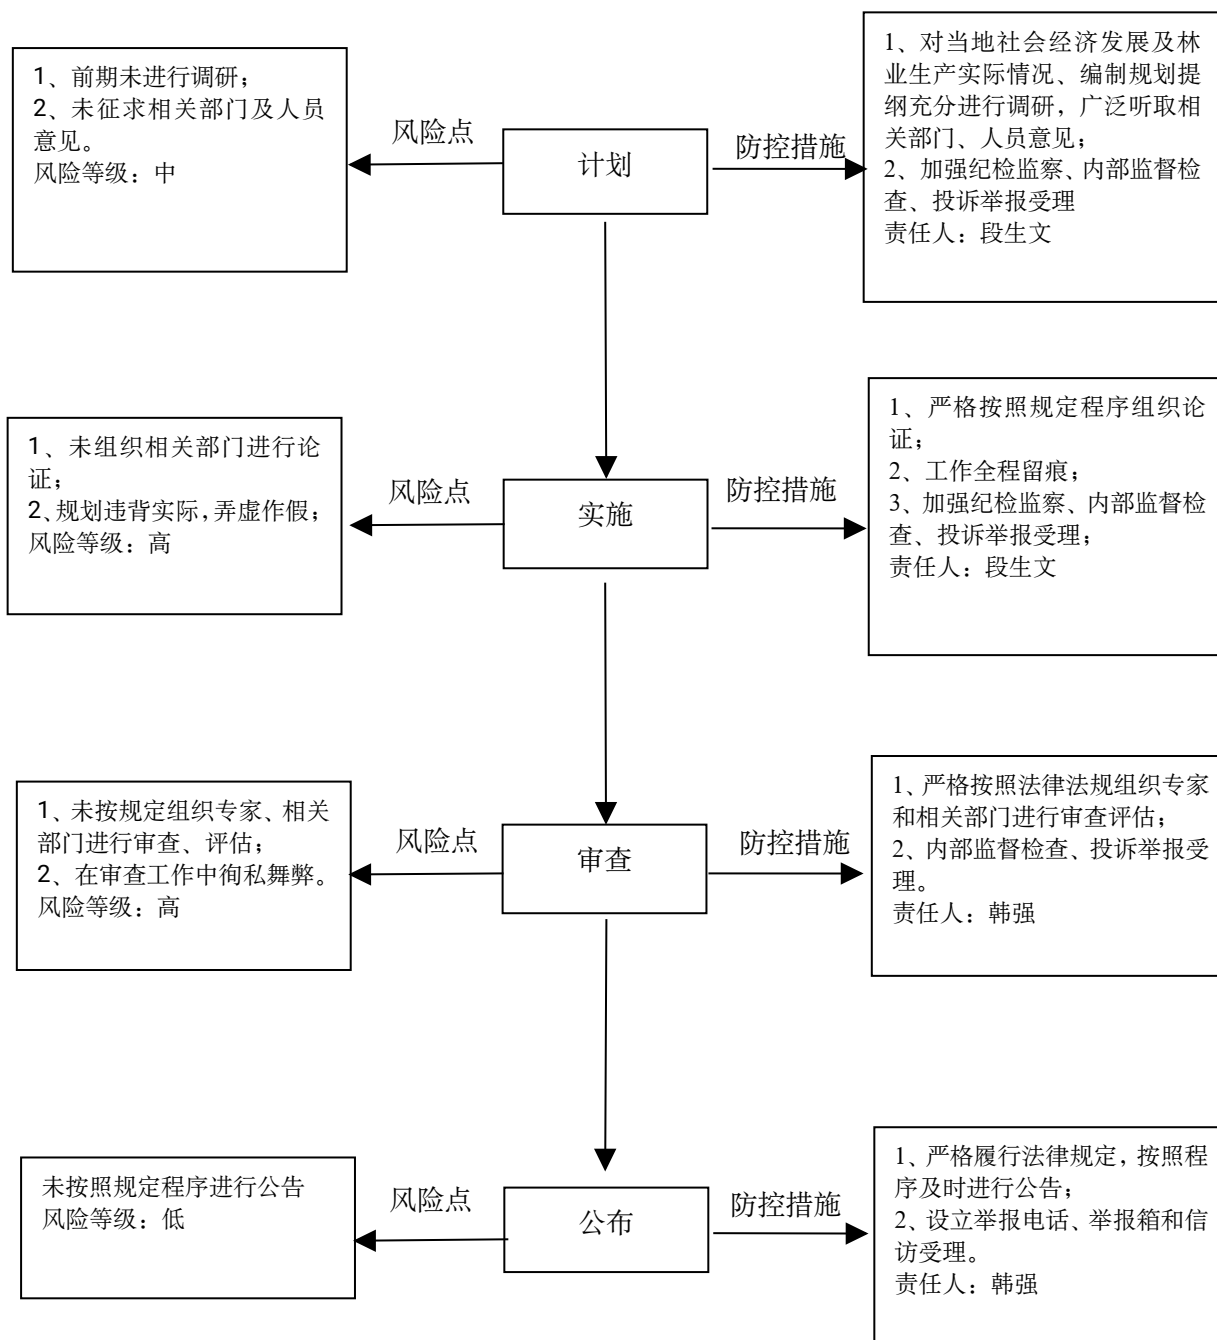 1、前期未进行调研；
2、未征求相关部门及人员
意见。
风险等级：中
风险点
计划
防控措施
1、对当地社会经济发展及林
业生产实际情况、编制规划提
纲充分进行调研，广泛听取相
关部门、人员意见；
2、加强纪检监察、内部监督检
查、投诉举报受理
责任人：段生文
1、未组织相关部门进行论
证；
2、规划违背实际，弄虚作假；
风险等级：高
风险点
实施
防控措施
1、严格按照规定程序组织论
证；
2、工作全程留痕；
3、加强纪检监察、内部监督检
查、投诉举报受理；
责任人：段生文
1、未按规定组织专家、相关
部门进行审查、评估；
2、在审查工作中徇私舞弊。
风险等级：高
风险点
审查
防控措施
1、严格按照法律法规组织专家
和相关部门进行审查评估；
2、内部监督检查、投诉举报受
理。
责任人：韩强
未按照规定程序进行公告
风险等级：低
风险点
公布
防控措施
1、严格履行法律规定，按照程
序及时进行公告；
2、设立举报电话、举报箱和信
访受理。
责任人：韩强